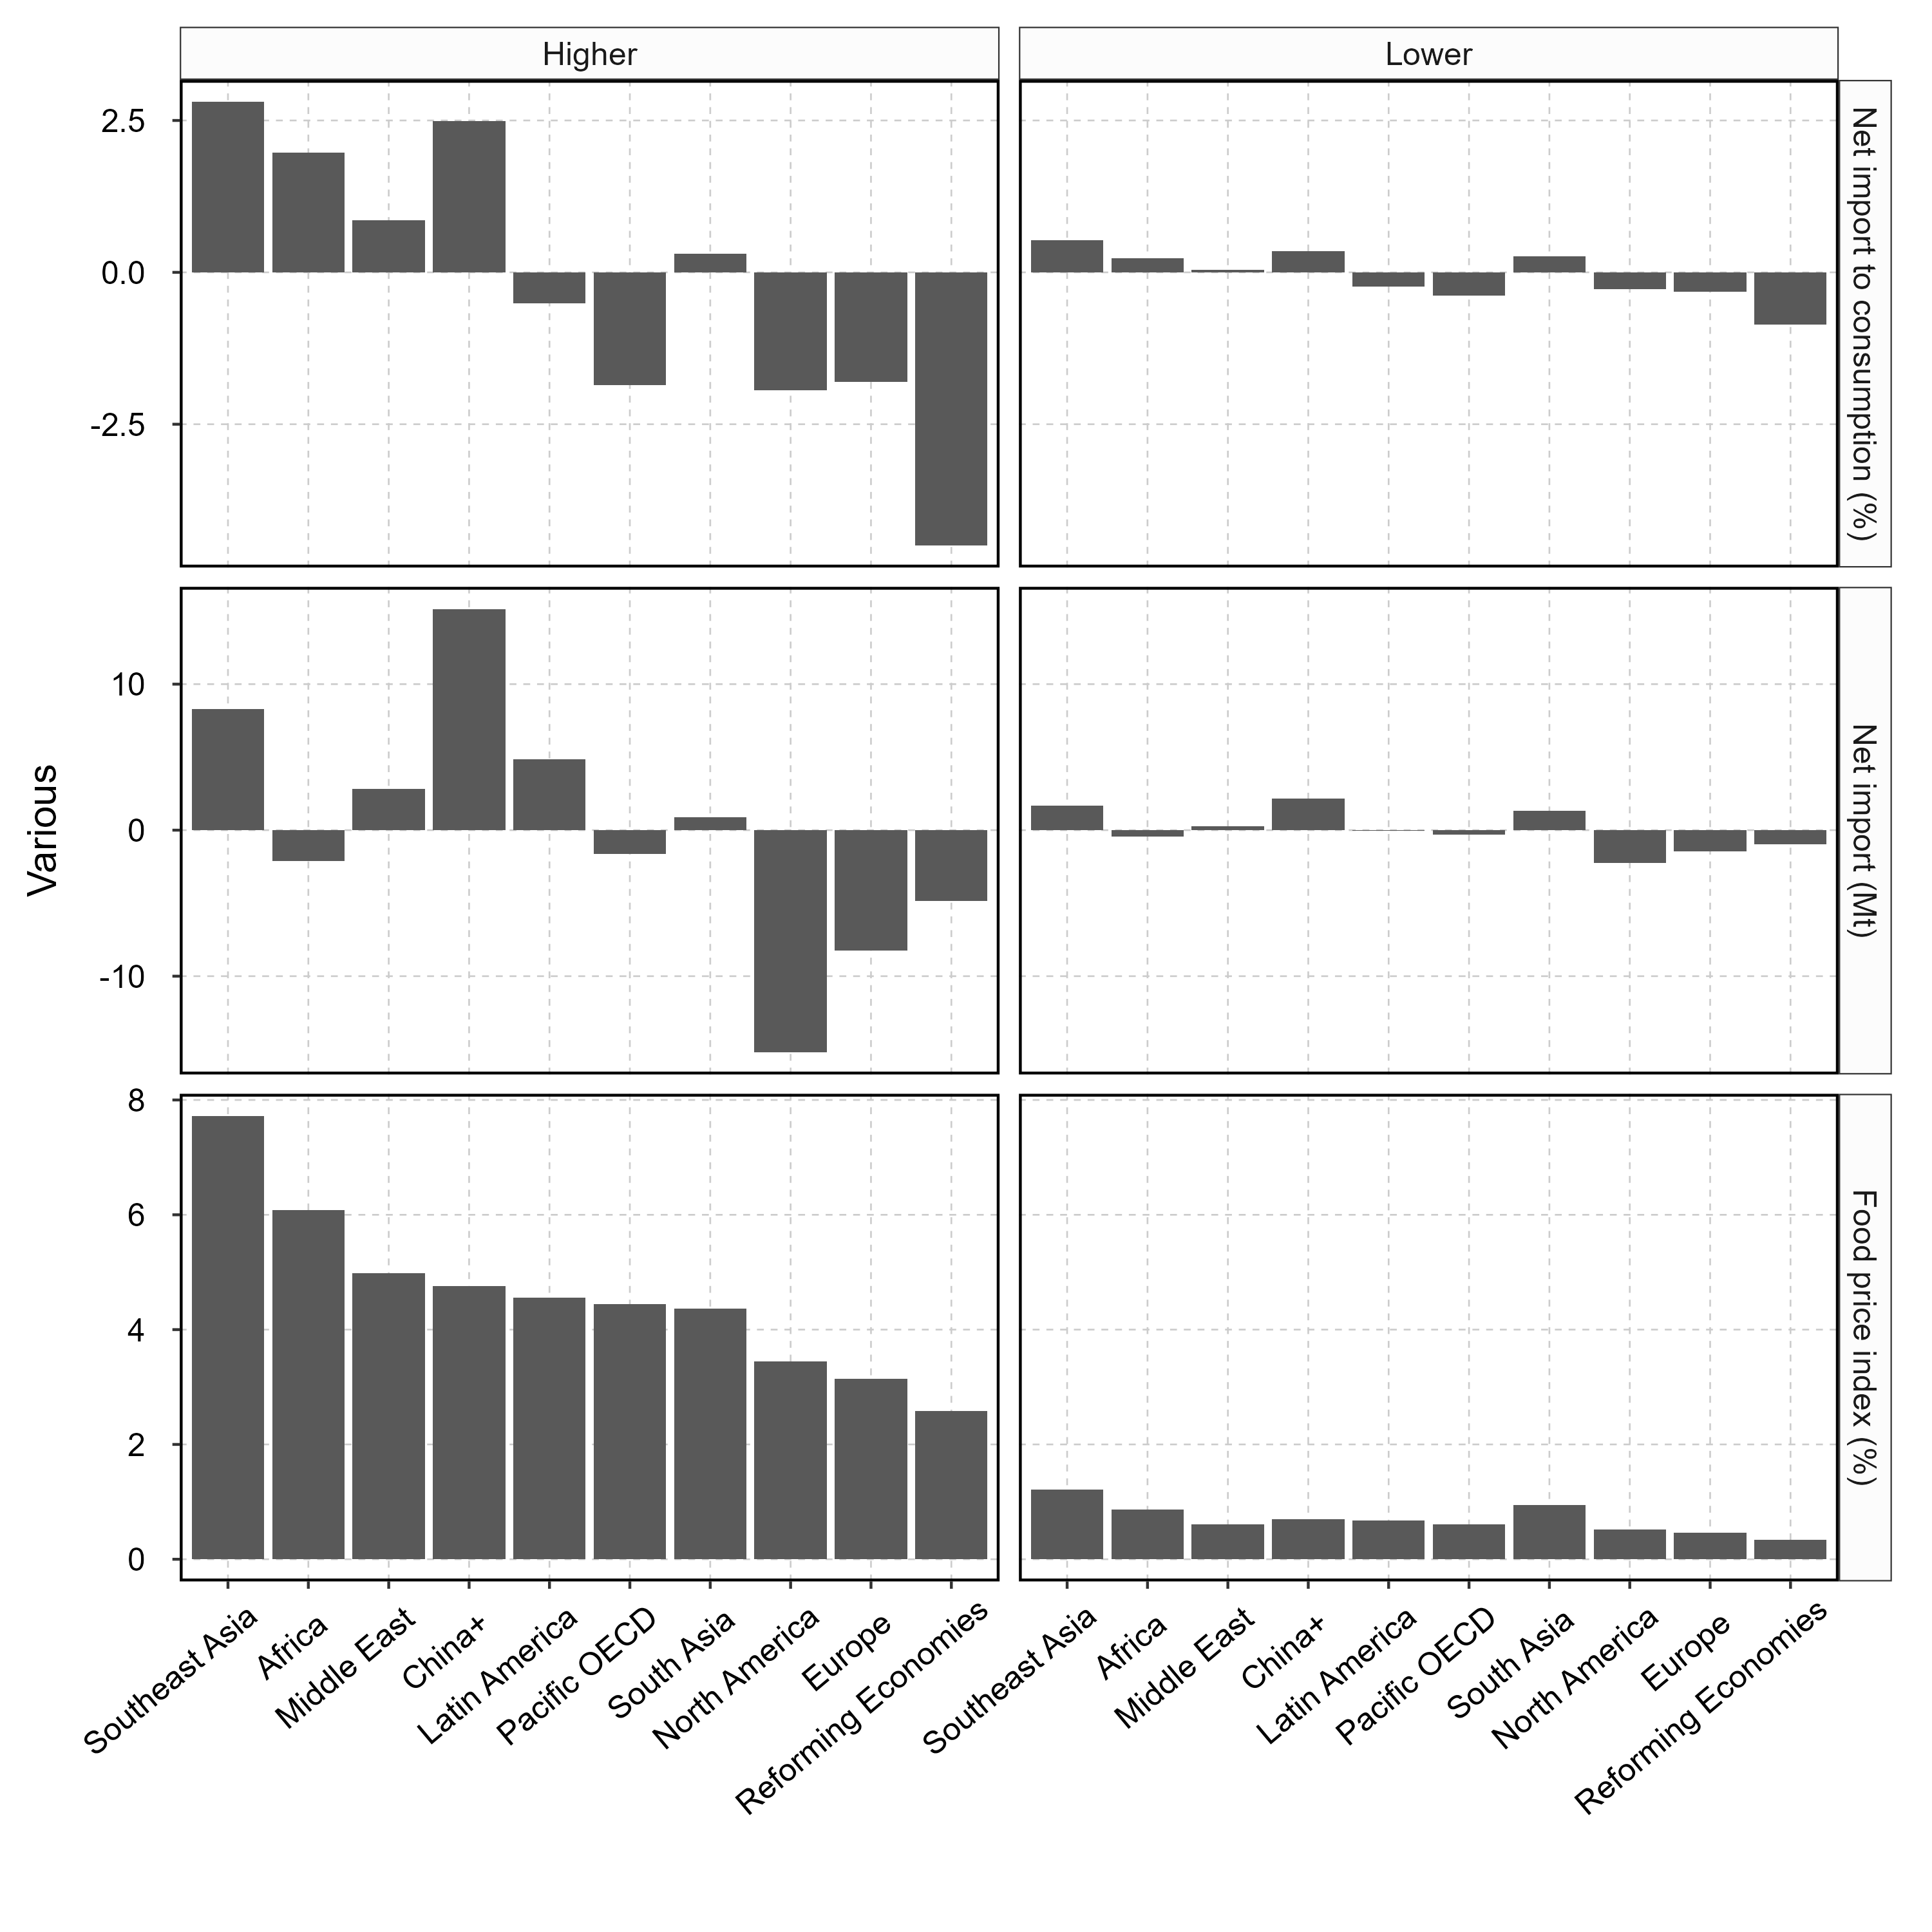 Higher
Lower
2.5
0.0
-2.5
Net import to consumption (%)
10
0
-10
Net import (Mt)
Various
8
6
4
2
0
Food price index (%)
Southeast Asia
Africa
Middle East
China+
Latin America
Pacific OECD
South Asia
North America
Europe
Reforming Economies
Southeast Asia
Africa
Middle East
China+
Latin America
Pacific OECD
South Asia
North America
Europe
Reforming Economies